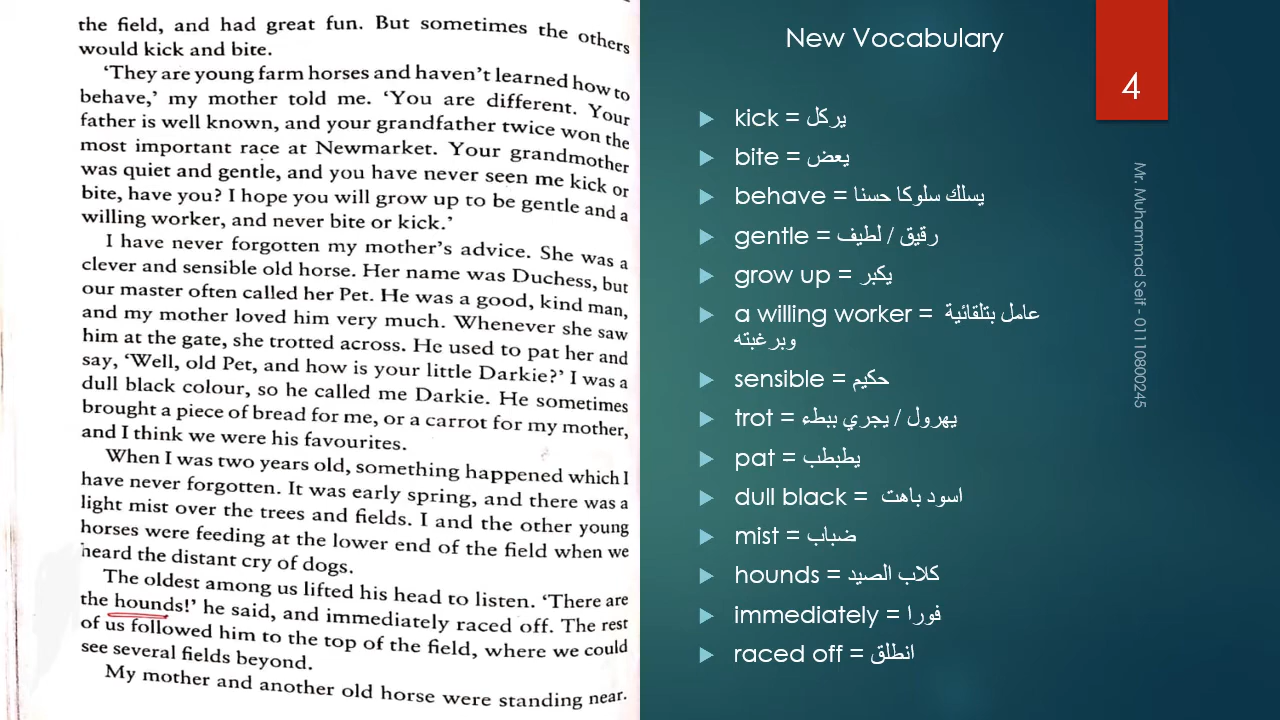 the field, and had great fun. But sometimes the others
would kick and bite.
‘They are young farm horses and haven’t learned how to
behave,’ my mother told me. ‘You are different. Your
father is well known, and your grandfather twice won the
most important race at Newmarket. Your grandmother
was quiet and gentle, and you have never seen me kick or
bite, have you? I hope you will grow up to be gentle and a
willing worker, and never bite or kick.’
I have never forgotten my mother’s advice. She was a
clever and sensible old horse. Her name was Duchess, but
our master often called her Pet. He was a good, kind man,
and my mother loved him very much. Whenever she saw
him at the gate, she trotted across. He used to pat her and
say, ‘Well, old Pet, and how is your little Darkie?’ I was a
dull black colour, so he called me Darkie. He sometimes
brought a piece of bread for me, or a carrot for my mother,
and I think we were his favourites.
When I was two years old, something happened which I
have never forgotten. It was early spring, and there was a
light mist over the trees and fields. I and the other young
horses were feeding at the lower end of the field when we
heard the distant cry of dogs.
The oldest among us lifted his head to listen. ‘There are
the hounds!’ he said, and immediately raced off. The rest
of us followed him to the top of the field, where we could
see several fields beyond.
My mother and another old horse were standing near.
New Vocabulary
4
kick = يركل
bite = يعض
behave = يسلك سلوكا حسنا
gentle = رقيق / لطيف
grow up = يكبر
a willing worker = عامل بتلقائية
وبرغبته
sensible = حكيم
trot = يهرول / يجري ببطء
pat = يطبطب
dull black = اسود باهت
mist = ضباب
hounds = كلاب الصيد
immediately = فورا
raced off = انطلق
Mr. Muhammad Seif - 01110800245